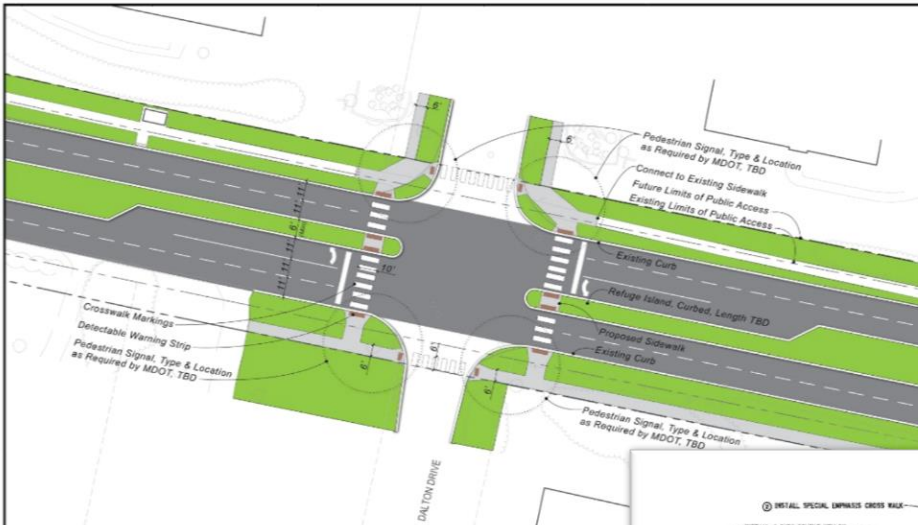 6'
6'
Pedestrian Signal, Type & Location
as Required by MDOT, TBD
Connect to Existing Sidewalk
Future Limits of Public Access
Existing Limits of Public Access
11' 11'
6'
11' 11' 11'
10'
Existing Curb
Refuge Island, Curbed, Length TBD
Proposed Sidewalk
Existing Curb
Crosswalk Markings
Detectable Warning Strip
Pedestrian Signal, Type & Location
as Required by MDOT, TBD
6'
6'
6'
Pedestrian Signal, Type & Location
as Required by MDOT, TBD
DALTON DRIVE
② INSTALL SPECIAL EMPHASIS CROSS WALK